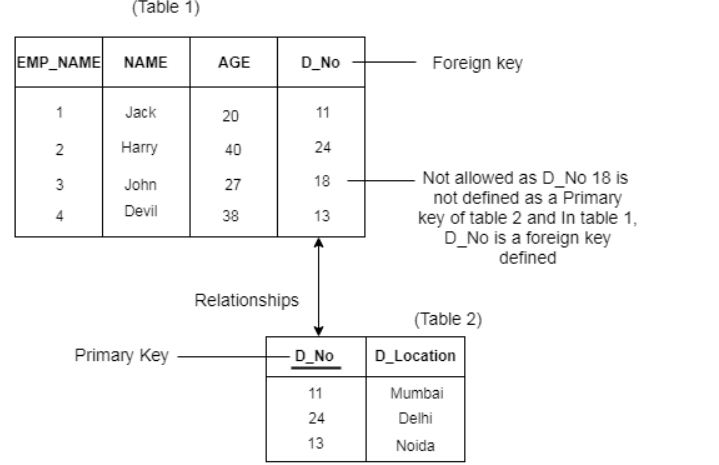 (Table 1)
EMP_NAME NAME AGE D_No Foreign key
1 Jack 20 11
2 Harry 40 24
3 John 27 18
4 Devil 38 13
Not allowed as D_No 18 is
not defined as a Primary
key of table 2 and In table 1,
D_No is a foreign key
defined
Relationships
(Table 2)
Primary Key D_No D_Location
11 Mumbai
24 Delhi
13 Noida